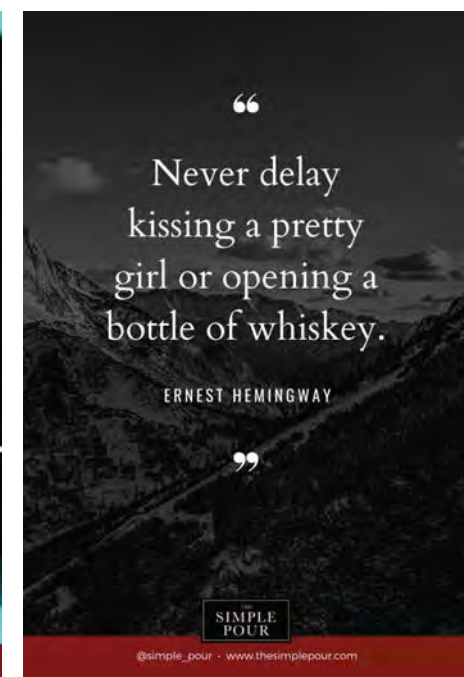 “
Never delay
kissing a pretty
girl or opening a
bottle of whiskey.
ERNEST HEMINGWAY
”
THE
SIMPLE
POUR
@simple_pour • www.thesimplepour.com